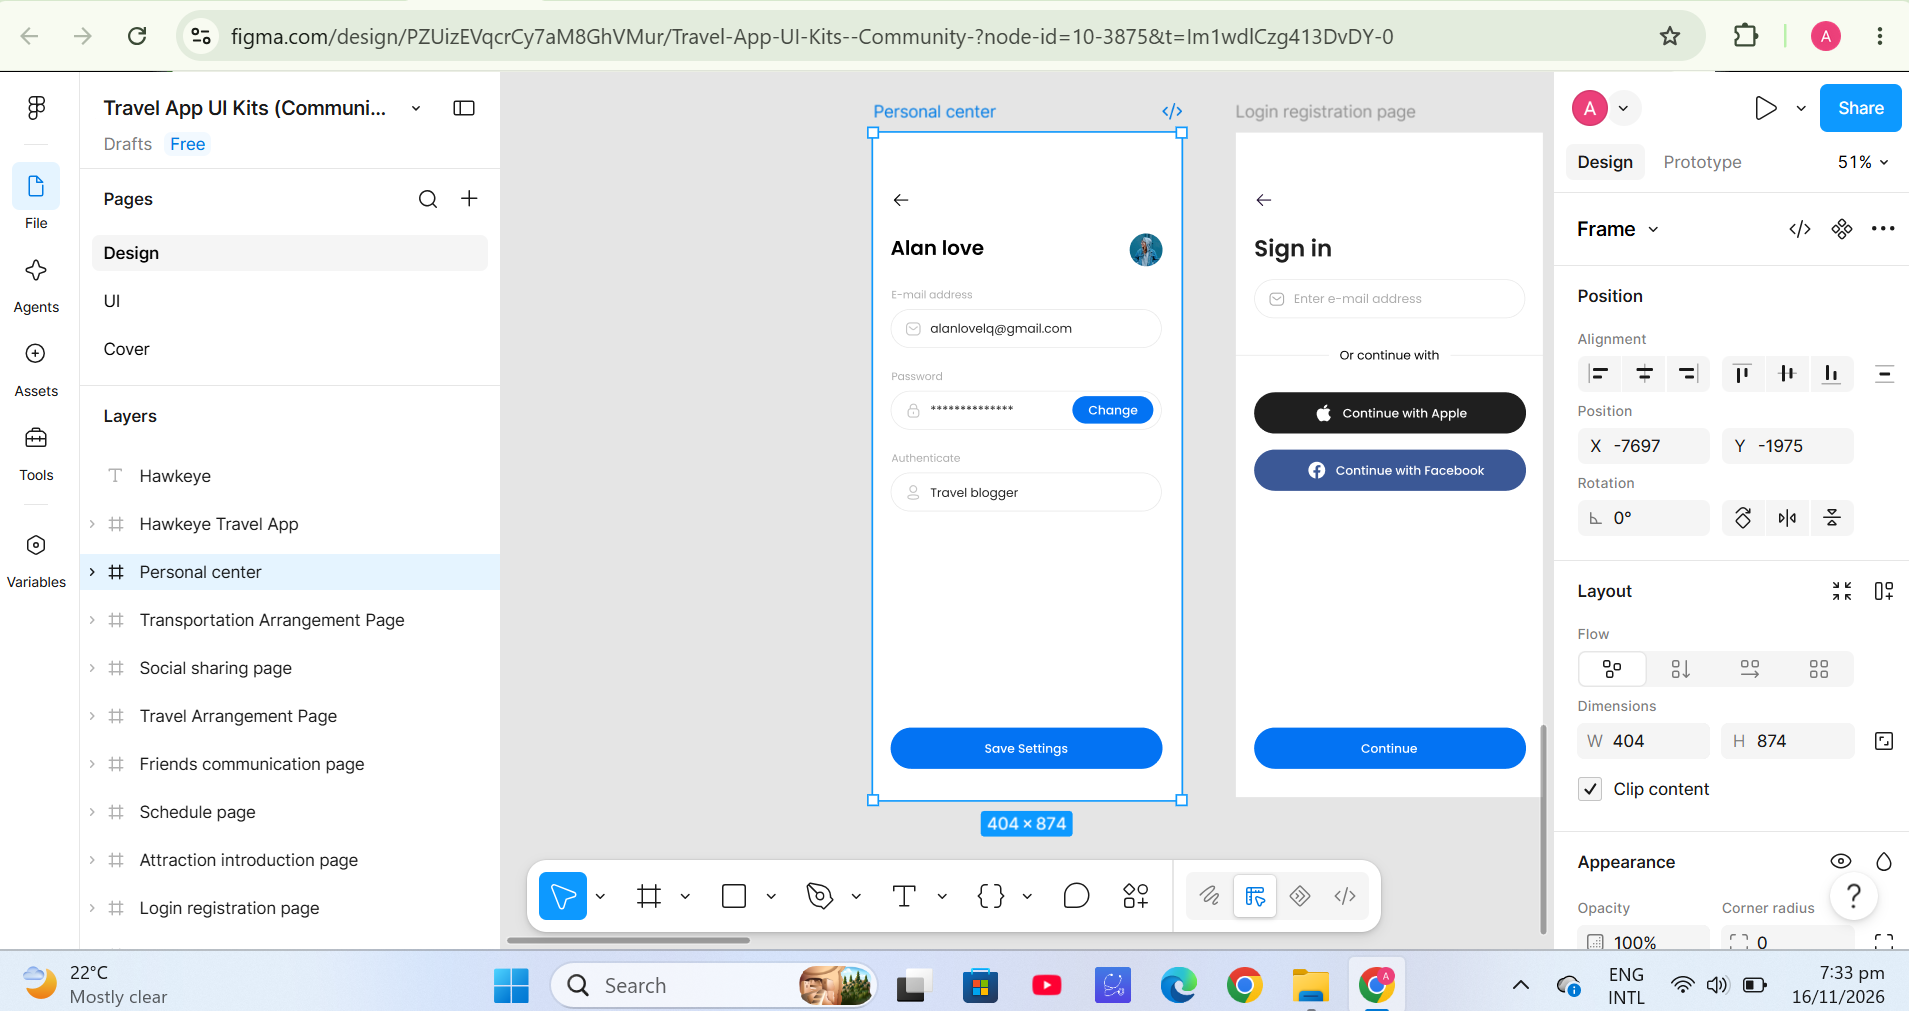 figma.com/design/PZUizEVqcrCy7aM8GhVMur/Travel-App-UI-Kits--Community-?node-id=10-3875&t=Im1wdlCzg413DvDY-0
A
Travel App UI Kits (Communi...
Drafts
Free
File
Agents
Assets
Tools
Variables
Pages
Design
UI
Cover
Layers
Hawkeye
Hawkeye Travel App
Personal center
Transportation Arrangement Page
Social sharing page
Travel Arrangement Page
Friends communication page
Schedule page
Attraction introduction page
Login registration page
Personal center
Alan love
E-mail address
alanlovelq@gmail.com
Password
**************
Change
Authenticate
Travel blogger
Save Settings
404 × 874
Login registration page
Sign in
Enter e-mail address
Or continue with
Continue with Apple
Continue with Facebook
Continue
A
Share
Design
Prototype
51%
Frame
Position
Alignment
Position
X -7697
Y -1975
Rotation
0°
Layout
Flow
Dimensions
W 404
H 874
Clip content
Appearance
Opacity
Corner radius
100%
0
?
22°C
Mostly clear
Search
A
ENG
INTL
7:33 pm
16/11/2026